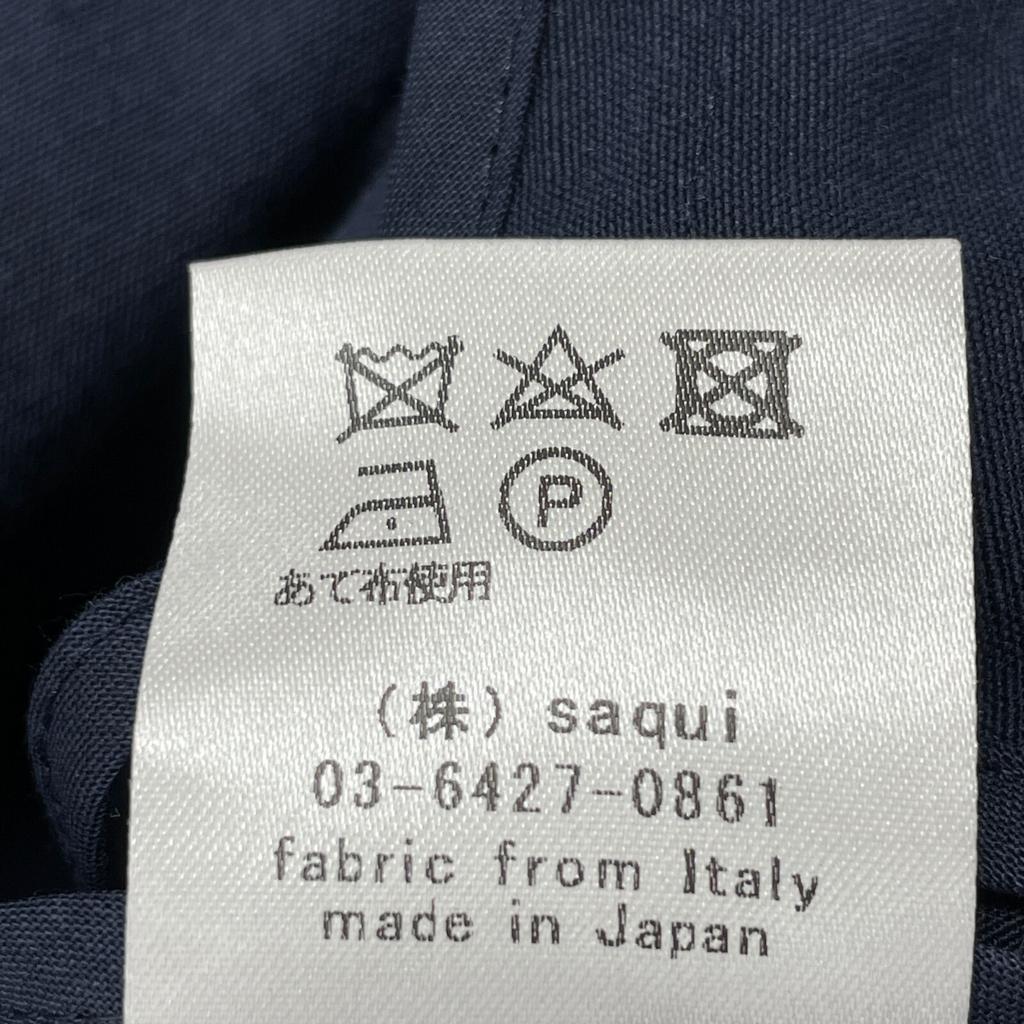 P
あて布使用
(株) saqui
03-6427-0861
fabric from Italy
made in Japan